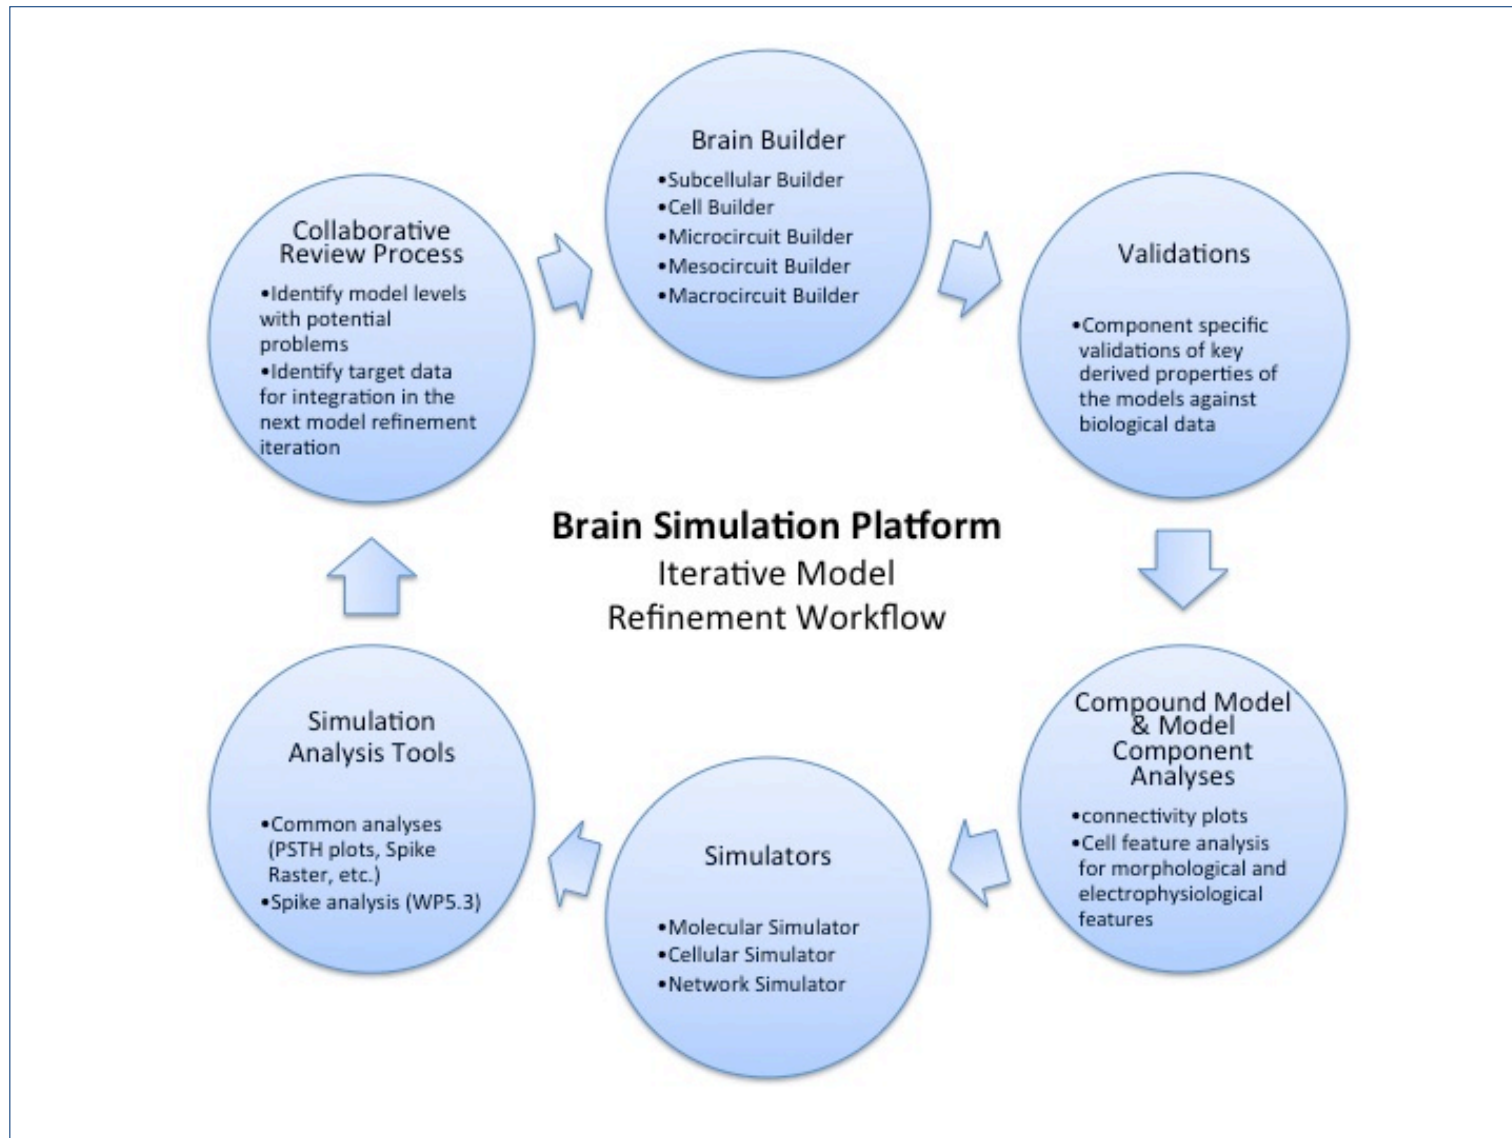 Brain Builder
•Subcellular Builder
•Cell Builder
•Microcircuit Builder
•Mesocircuit Builder
•Macrocircuit Builder
Validations
•Component specific
validations of key
derived properties of
the models against
biological data
Compound Model
& Model
Component
Analyses
•connectivity plots
•Cell feature analysis
for morphological and
electrophysiological
features
Simulators
•Molecular Simulator
•Cellular Simulator
•Network Simulator
Simulation
Analysis Tools
•Common analyses
(PSTH plots, Spike
Raster, etc.)
•Spike analysis (WP5.3)
Collaborative
Review Process
•Identify model levels
with potential
problems
•Identify target data
for integration in the
next model refinement
iteration
Brain Simulation Platform
Iterative Model
Refinement Workflow